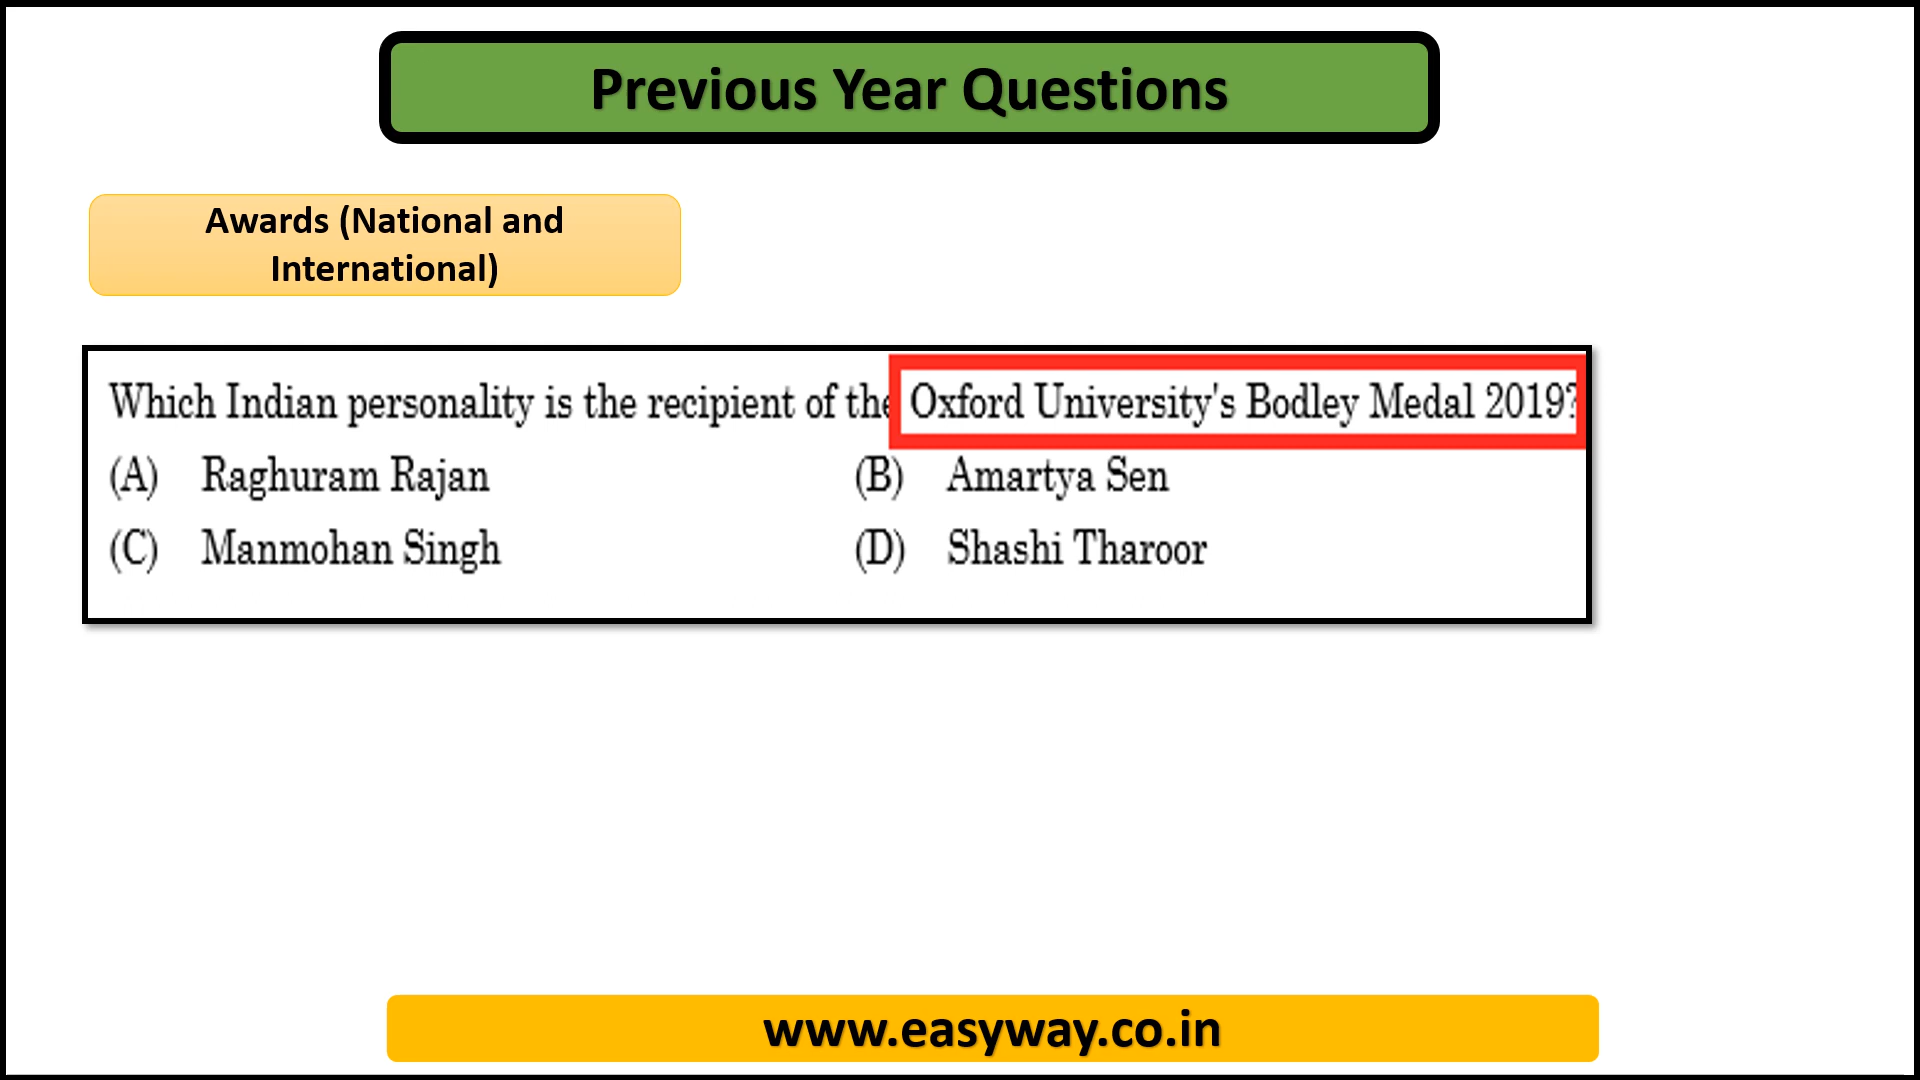 Previous Year Questions
Awards (National and
International)
Which Indian personality is the recipient of the Oxford University's Bodley Medal 2019?
(A) Raghuram Rajan (B) Amartya Sen
(C) Manmohan Singh (D) Shashi Tharoor
www.easyway.co.in